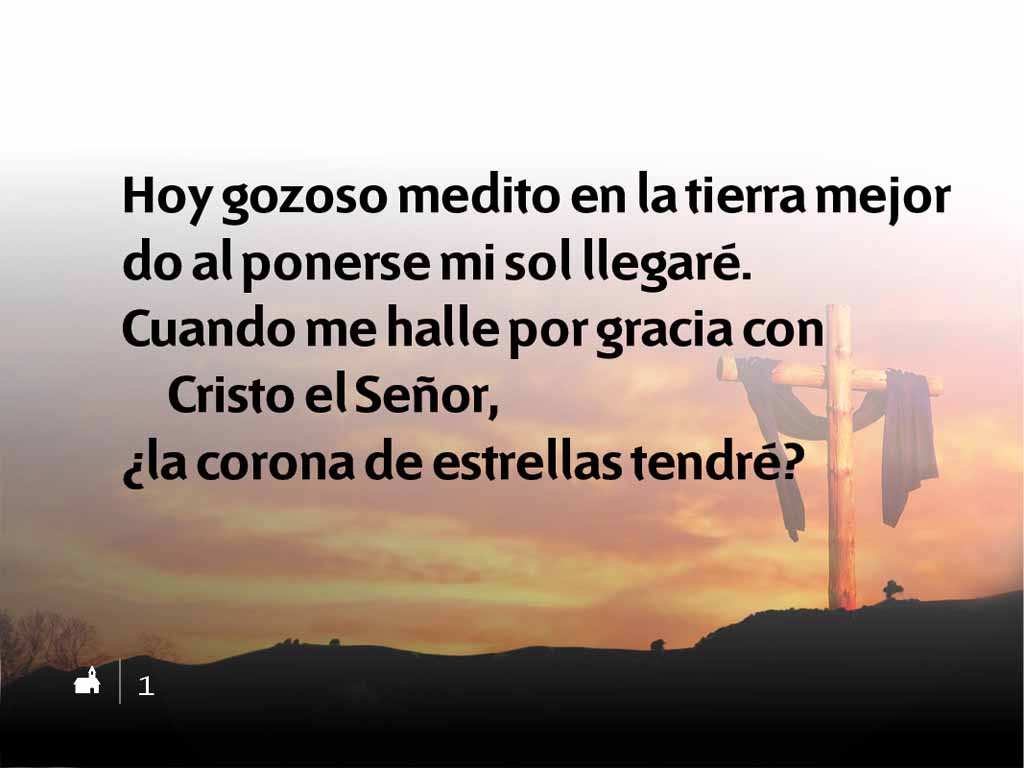 Hoy gozoso medito en la tierra mejor
do al ponerse mi sol llegaré.
Cuando me halle por gracia con
Cristo el Señor,
¿la corona de estrellas tendré?
1